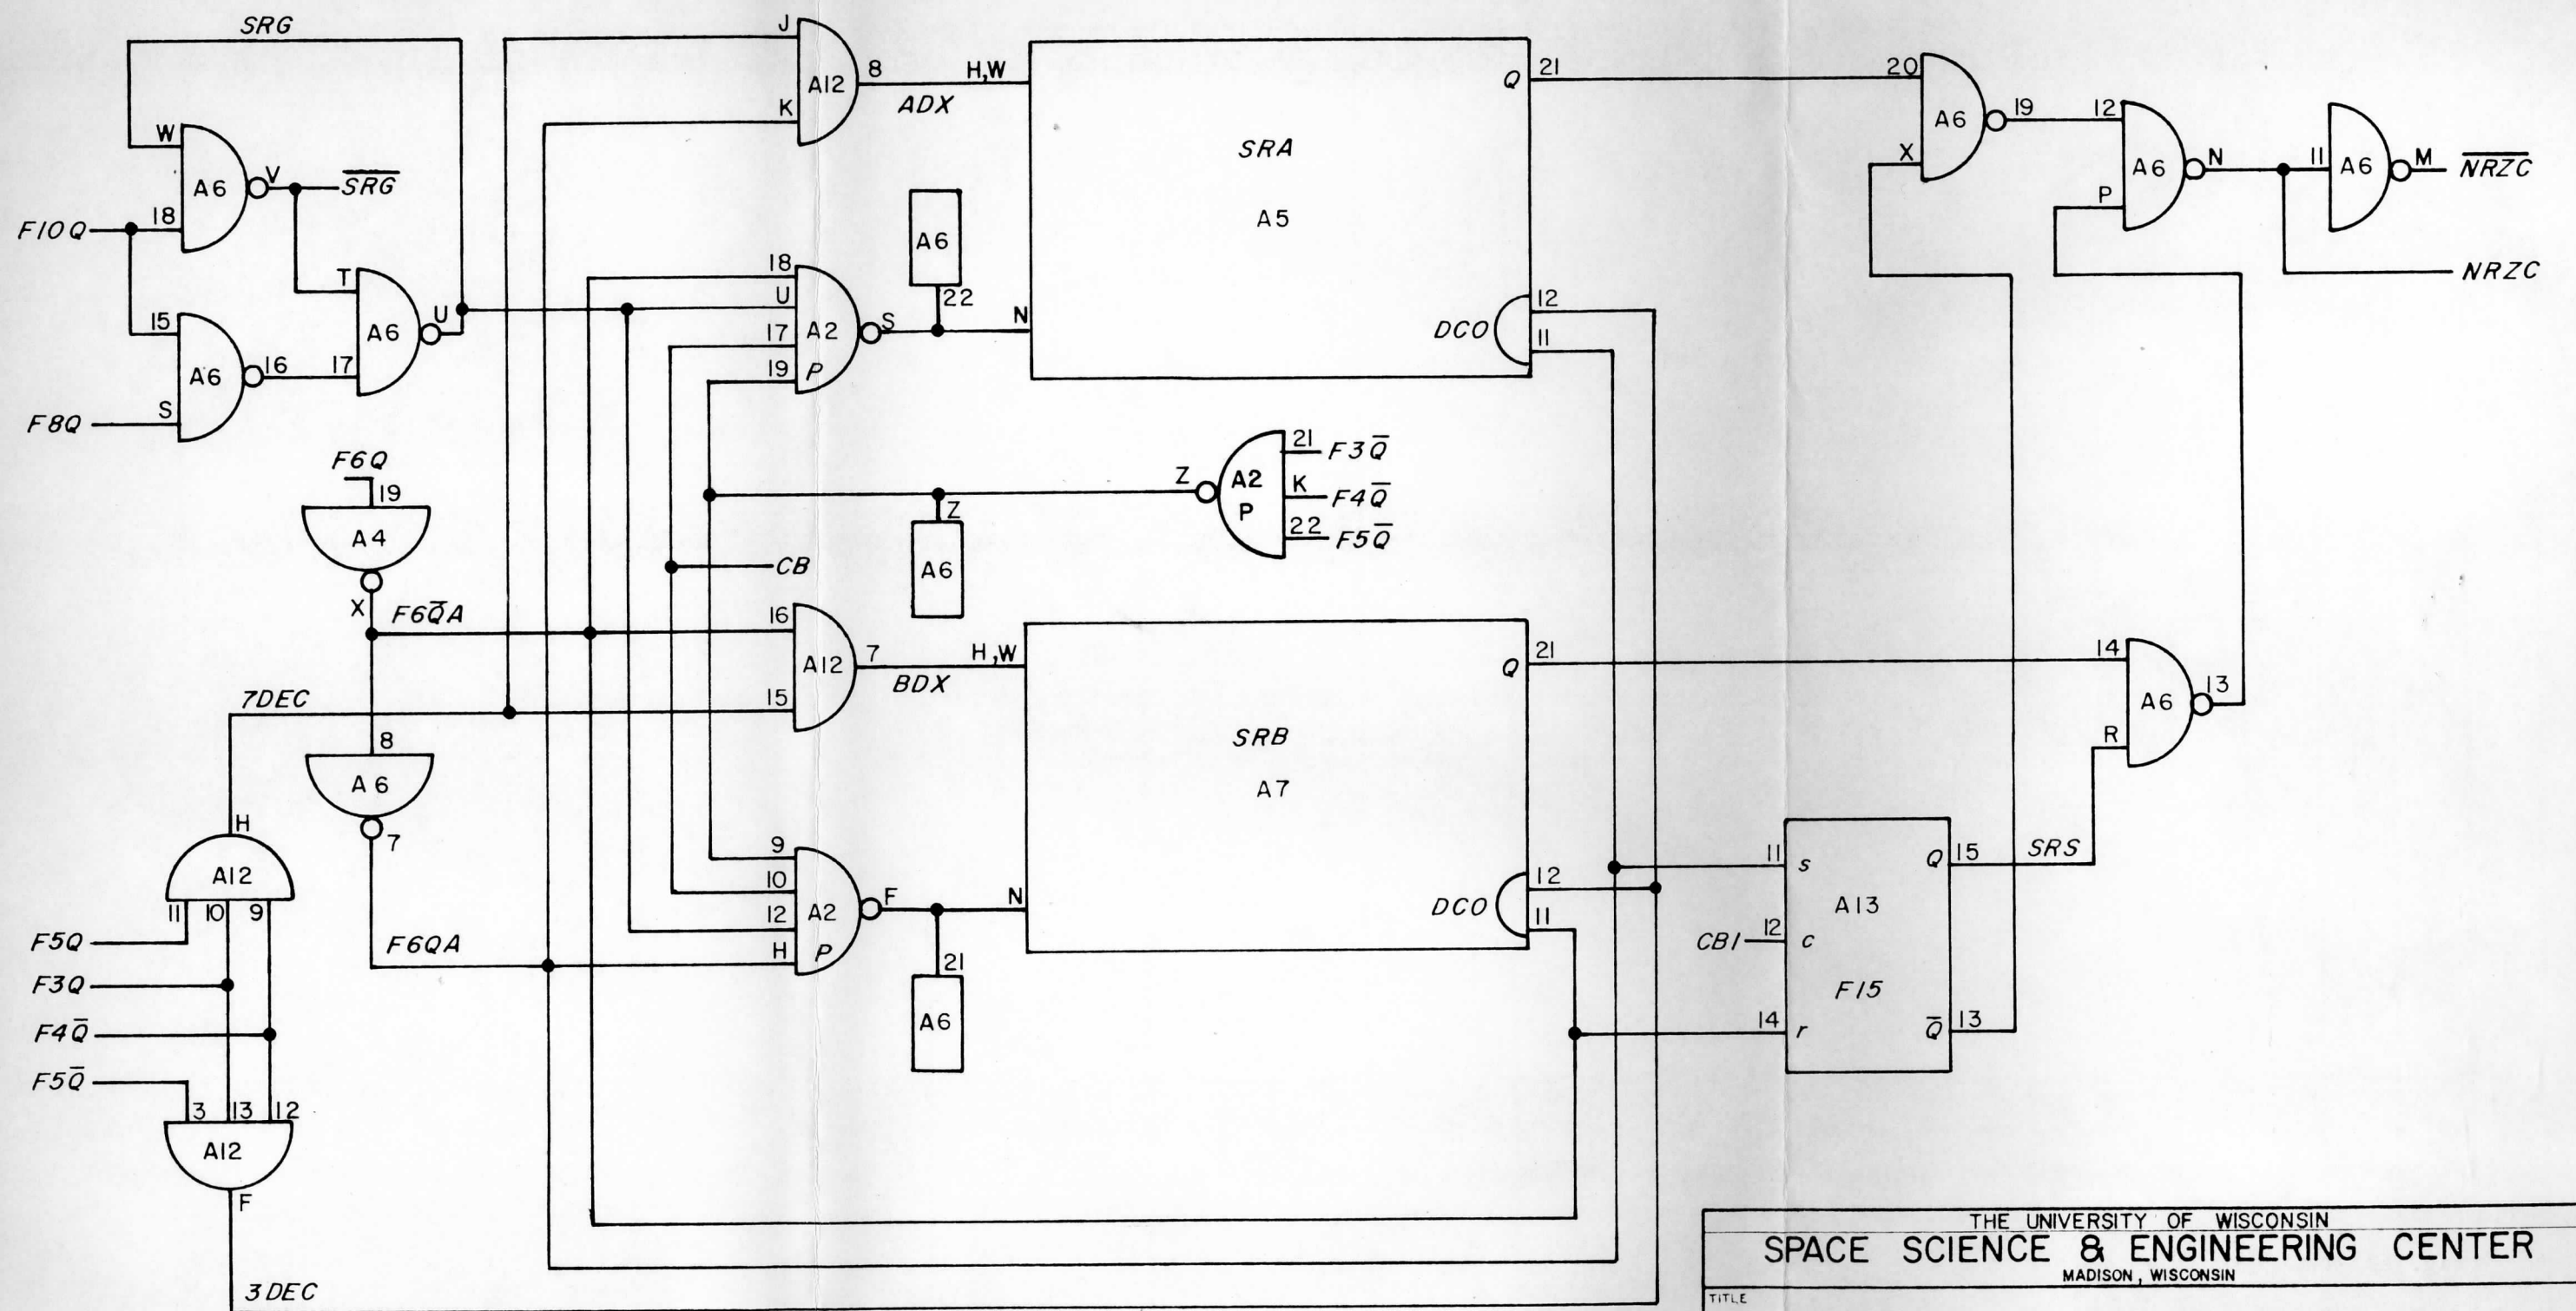 SRG
J
A12
8
H,W
ADX
K
Q
21
SRA
A5
20
A6
19
X
12
A6
N
P
11
A6
M
N̅R̅Z̅C̅
NRZC
W
A6
V
S̅R̅G̅
F10Q
18
T
A6
U
15
A6
16
17
F8Q
S
A6
22
18
U
A2
S
17
19
P
N
DCO
12
11
F6Q
19
A4
X
F6Q̅A
Z
A2
P
21
F3Q̅
K
F4Q̅
22
F5Q̅
Z
A6
CB
16
A12
7
H,W
BDX
15
Q
21
SRB
A7
14
A6
13
R
7DEC
8
A6
7
H
A12
11
10
9
F5Q
F3Q
F4Q̅
F5Q̅
3
13
12
A12
F
F6QA
9
10
12
A2
F
H
P
N
21
A6
DCO
12
11
11
s
Q
15
SRS
A13
CB1
12
c
F15
14
r
Q̅
13
3DEC
THE UNIVERSITY OF WISCONSIN
SPACE SCIENCE & ENGINEERING CENTER
MADISON, WISCONSIN
TITLE